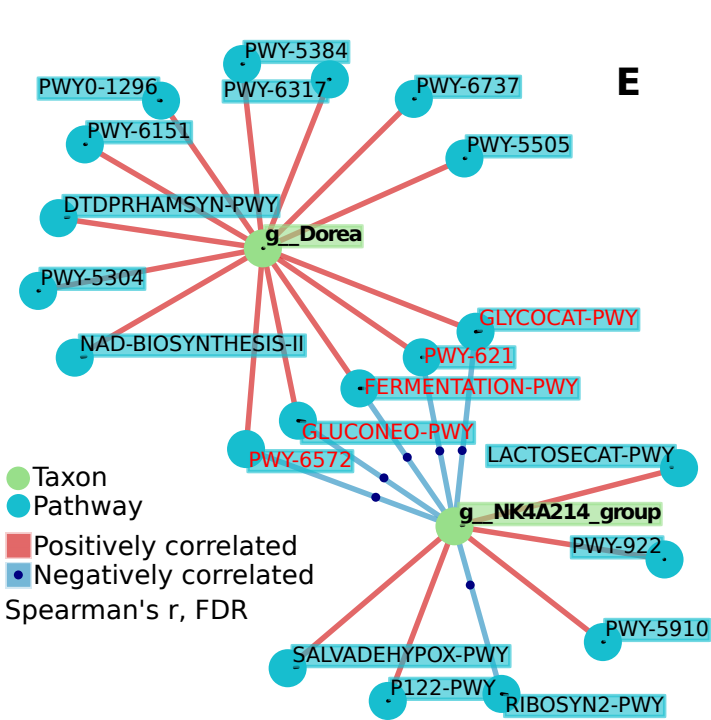 PWY-5384
E
PWY0-1296
PWY-6317
PWY-6737
PWY-6151
PWY-5505
DTDPRHAMSYN-PWY
g__Dorea
PWY-5304
GLYCOCAT-PWY
NAD-BIOSYNTHESIS-II
PWY-621
FERMENTATION-PWY
GLUCONEO-PWY
PWY-6572
LACTOSECAT-PWY
Taxon
Pathway
g__NK4A214_group
Positively correlated
PWY-922
Negatively correlated
Spearman's r, FDR
PWY-5910
SALVADEHYPOX-PWY
P122-PWY
RIBOSYN2-PWY